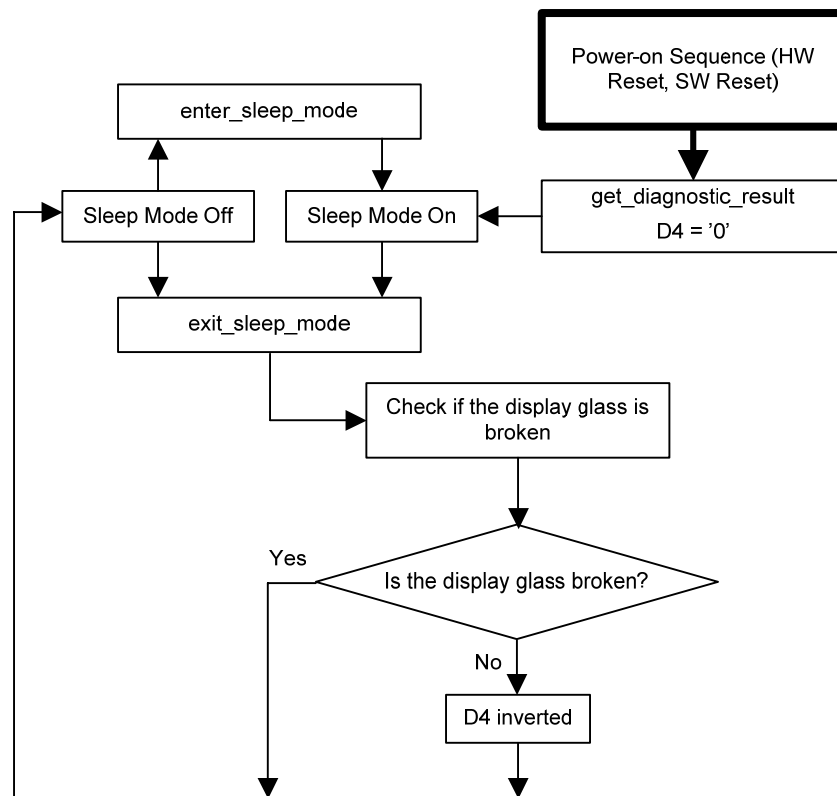 Power-on Sequence (HW
Reset, SW Reset)
enter_sleep_mode
get_diagnostic_result
D4 = ’0’
Sleep Mode Off
Sleep Mode On
exit_sleep_mode
Check if the display glass is
broken
Yes
Is the display glass broken?
No
D4 inverted